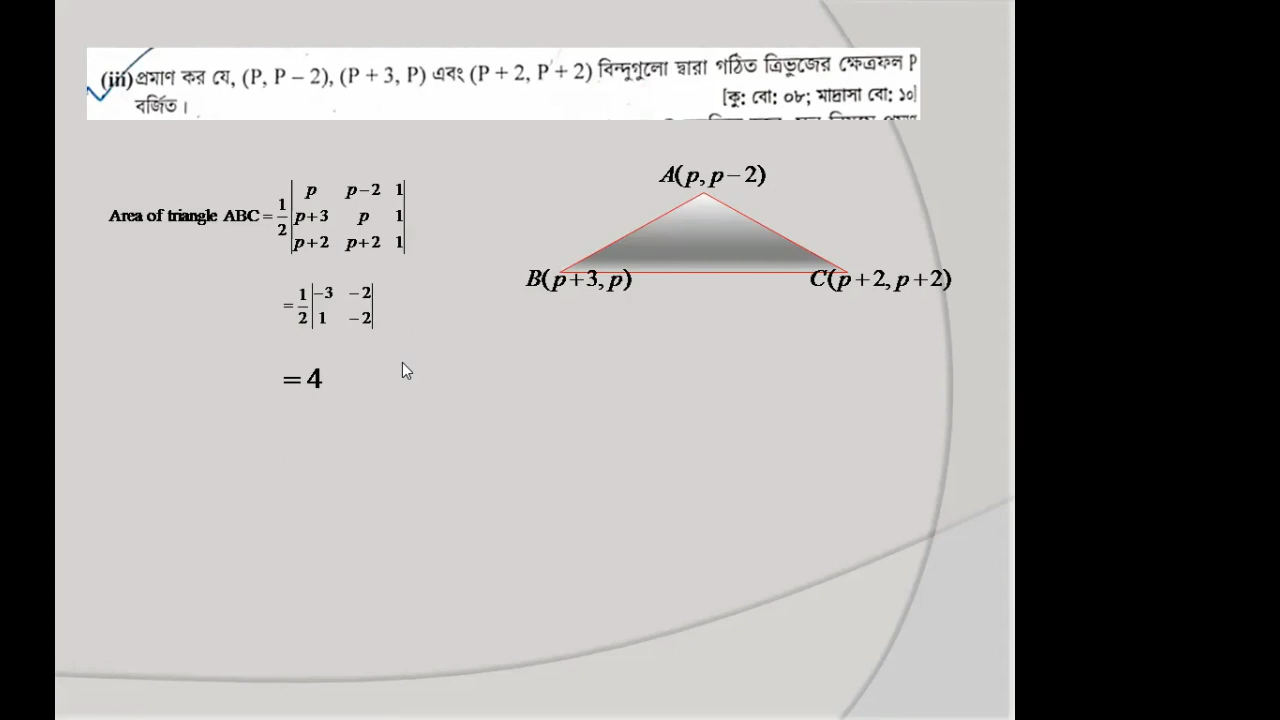 (iii) প্রমাণ কর যে, (P, P – 2), (P + 3, P) এবং (P + 2, P + 2) বিন্দুগুলো দ্বারা গঠিত ত্রিভুজের ক্ষেত্রফল P
বর্জিত।
[কু: বো: ০৮; মাদ্রাসা বো: ১০]
A(p, p – 2)
B(p + 3, p)
C(p + 2, p + 2)
Area of triangle ABC = 1/2
| p p – 2 1 |
| p + 3 p 1 |
| p + 2 p + 2 1 |
= 1/2
| – 3 – 2 |
| 1 – 2 |
= 4